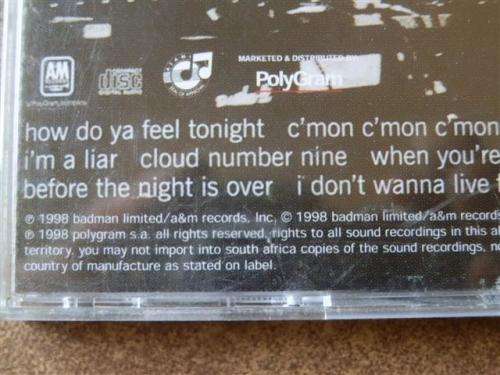 MARKETED & DISTRIBUTED BY:
A&M
disc
PolyGram
how do ya feel tonight c'mon c'mon c'mon
i'm a liar cloud number nine when you're
before the night is over i don't wanna live
℗ 1998 badman limited/a&m records, Inc. © 1998 badman limited/a&m records
℗ 1998 polygram s.a. all rights reserved. rights to all sound recordings in this
territory. you may not import into south africa copies of the sound recordings,
country of manufacture as stated on label.